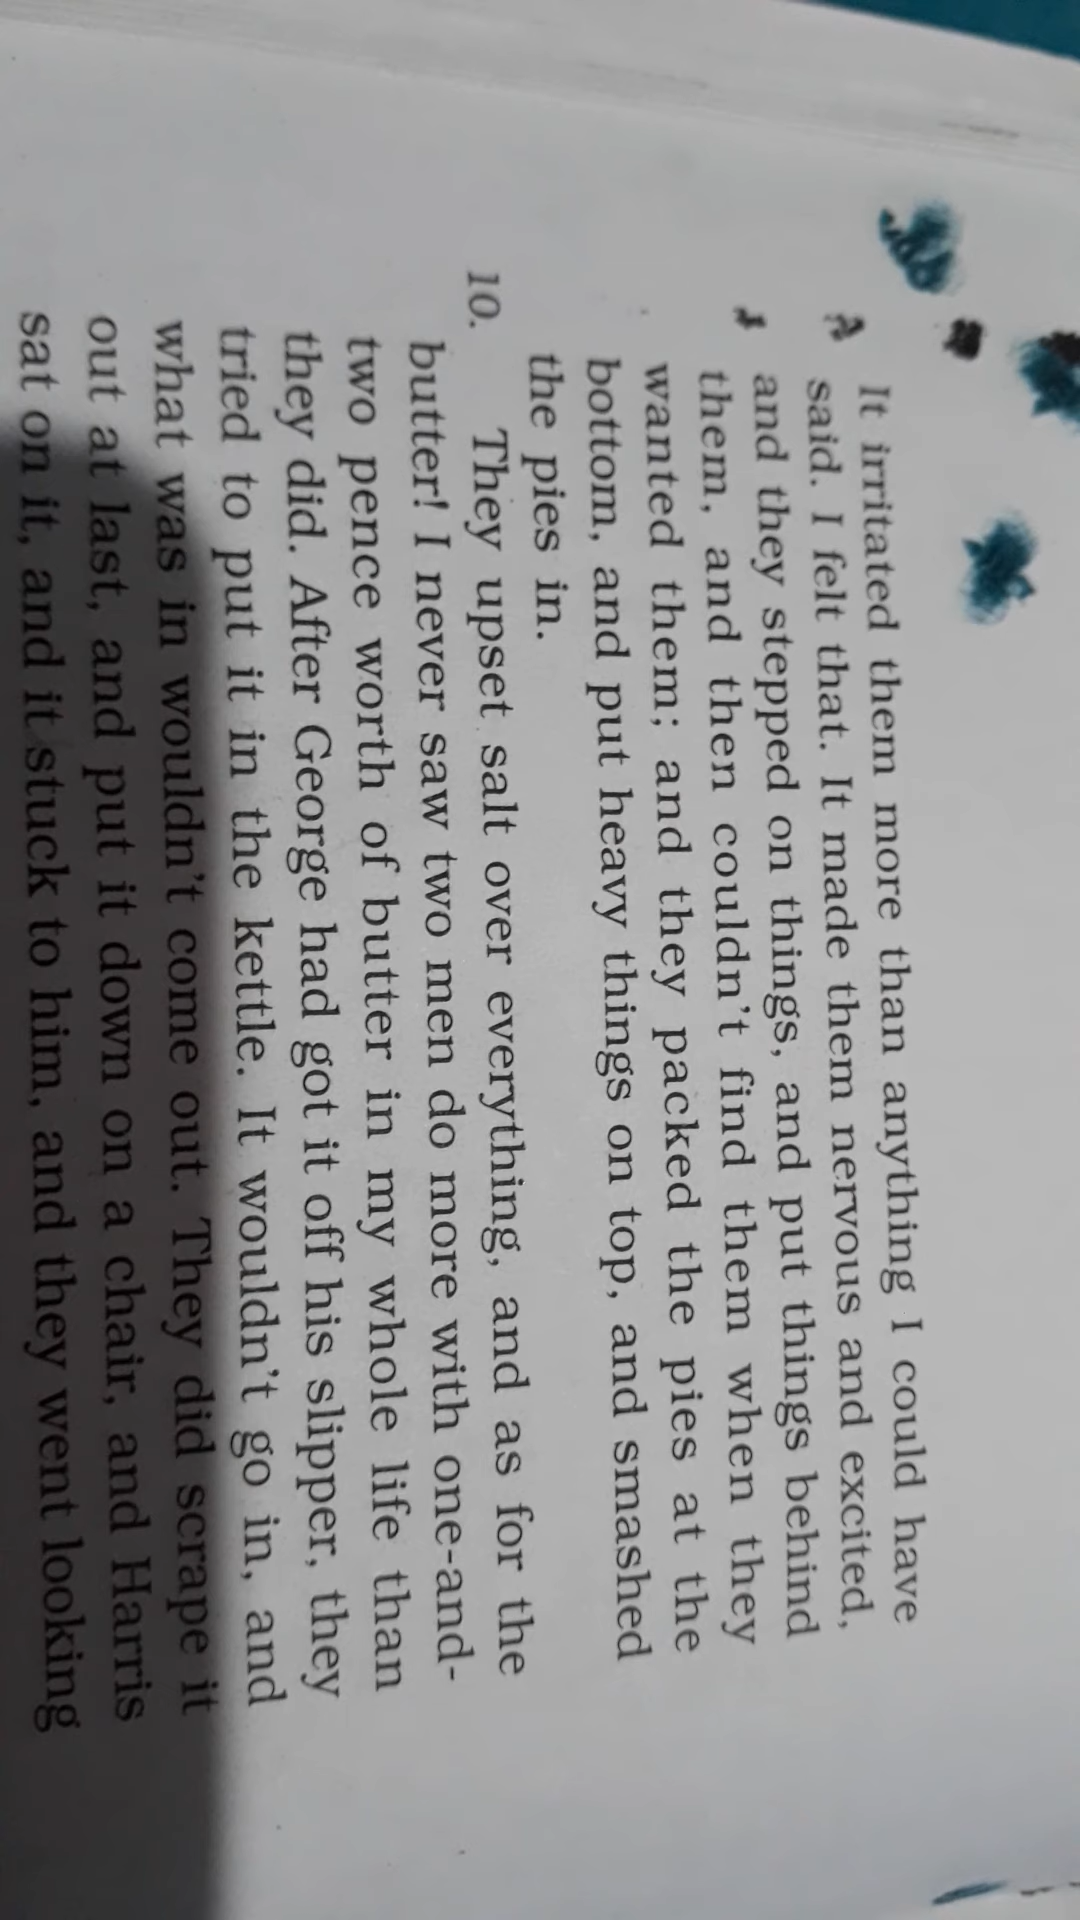 It irritated them more than anything I could have
said. I felt that. It made them nervous and excited,
and they stepped on things, and put things behind
them, and then couldn't find them when they
wanted them; and they packed the pies at the
bottom, and put heavy things on top, and smashed
the pies in.
10. They upset salt over everything, and as for the
butter! I never saw two men do more with one-and-
two pence worth of butter in my whole life than
they did. After George had got it off his slipper, they
tried to put it in the kettle. It wouldn't go in, and
what was in wouldn't come out. They did scrape it
out at last, and put it down on a chair, and Harris
sat on it, and it stuck to him, and they went looking